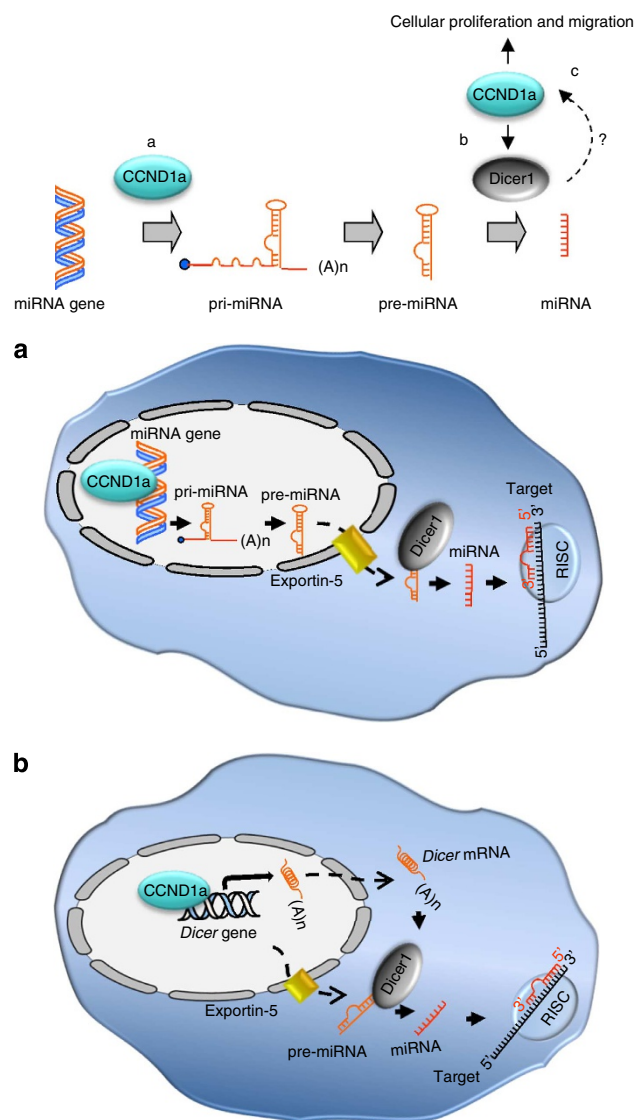 Cellular proliferation and migration
c
CCND1a
a
b
?
CCND1a
Dicer1
(A)n
miRNA gene
pri-miRNA
pre-miRNA
miRNA
a
miRNA gene
CCND1a
pri-miRNA
pre-miRNA
(A)n
Exportin-5
Dicer1
miRNA
Target
5'
3'
3'
RISC
5'
b
CCND1a
Dicer gene
(A)n
Dicer mRNA
(A)n
Dicer1
Exportin-5
pre-miRNA
miRNA
5'
3'
3'
RISC
5'
Target